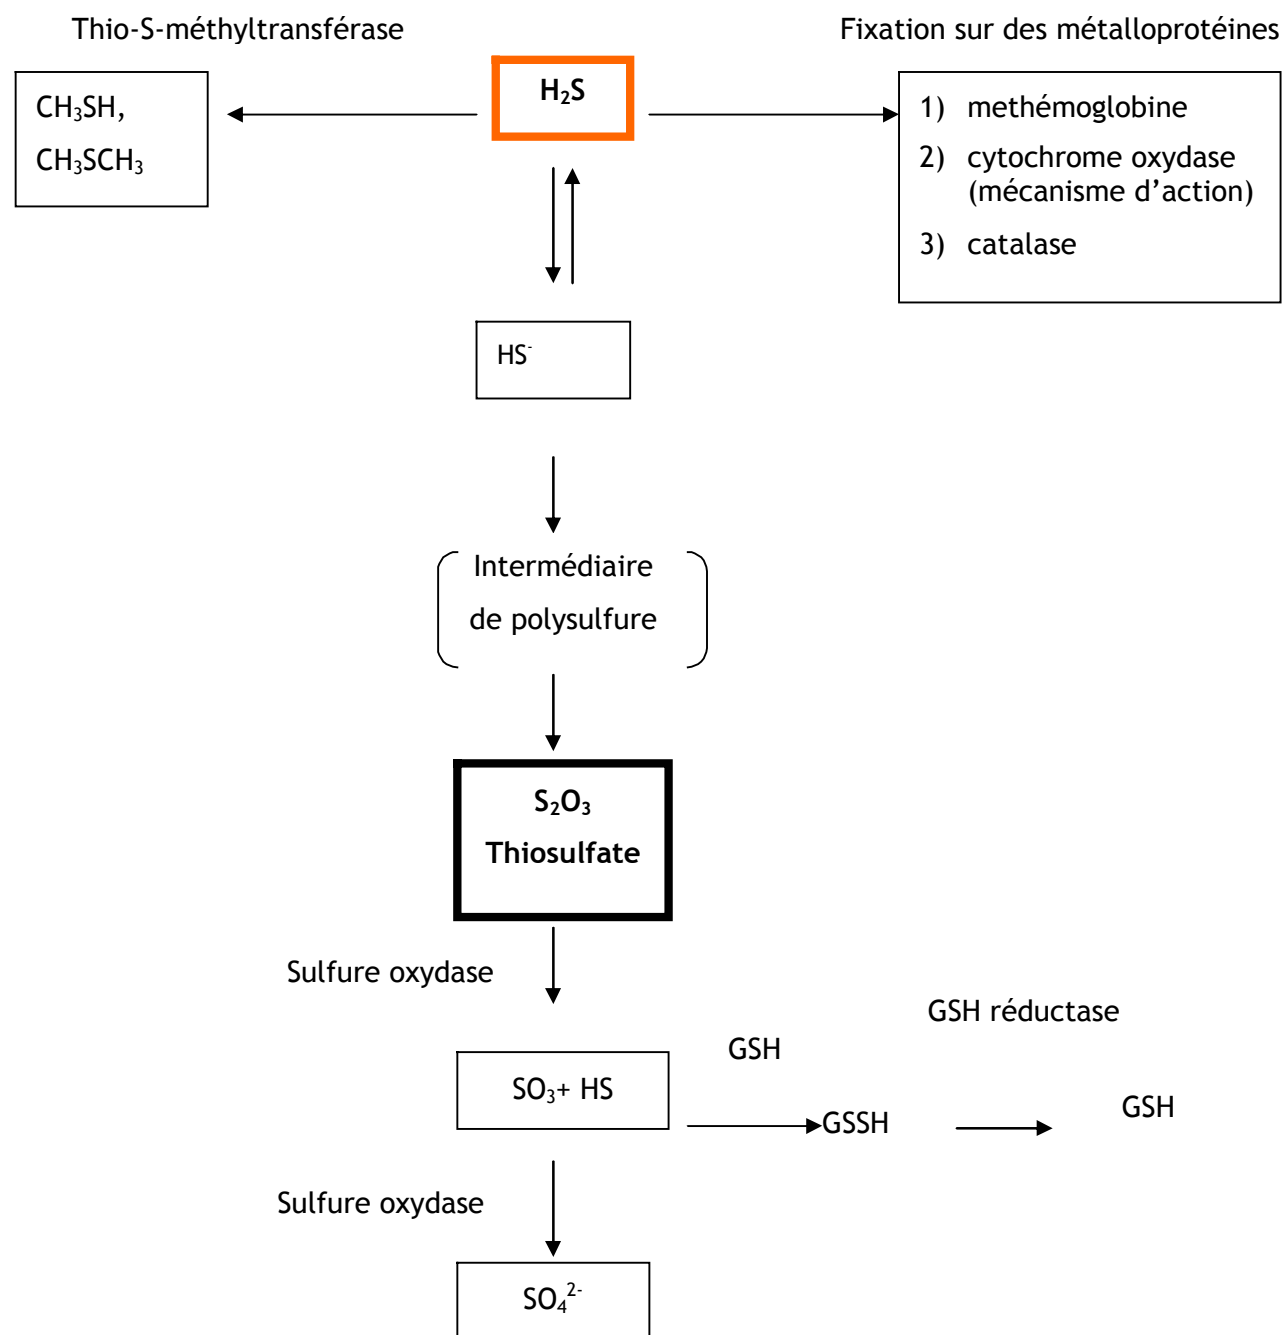 Thio-S-méthyltransférase
Fixation sur des métalloprotéines
H₂S
CH₃SH,
CH₃SCH₃
1) methémoglobine
2) cytochrome oxydase
(mécanisme d’action)
3) catalase
HS⁻
Intermédiaire
de polysulfure
S₂O₃
Thiosulfate
Sulfure oxydase
GSH réductase
GSH
SO₃+ HS
GSSH
GSH
Sulfure oxydase
SO₄²⁻